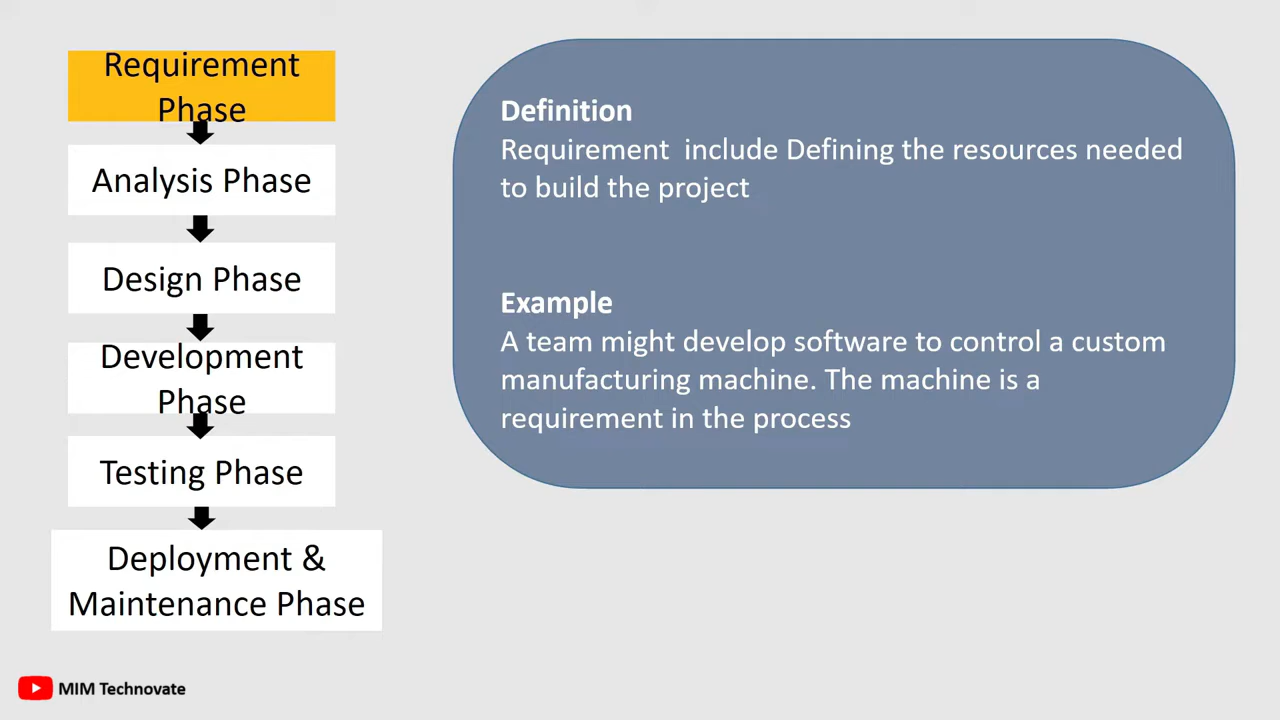 Requirement
Phase
Analysis Phase
Design Phase
Development
Phase
Testing Phase
Deployment &
Maintenance Phase
Definition
Requirement  include Defining the resources needed
to build the project
Example
A team might develop software to control a custom
manufacturing machine. The machine is a
requirement in the process
MIM Technovate